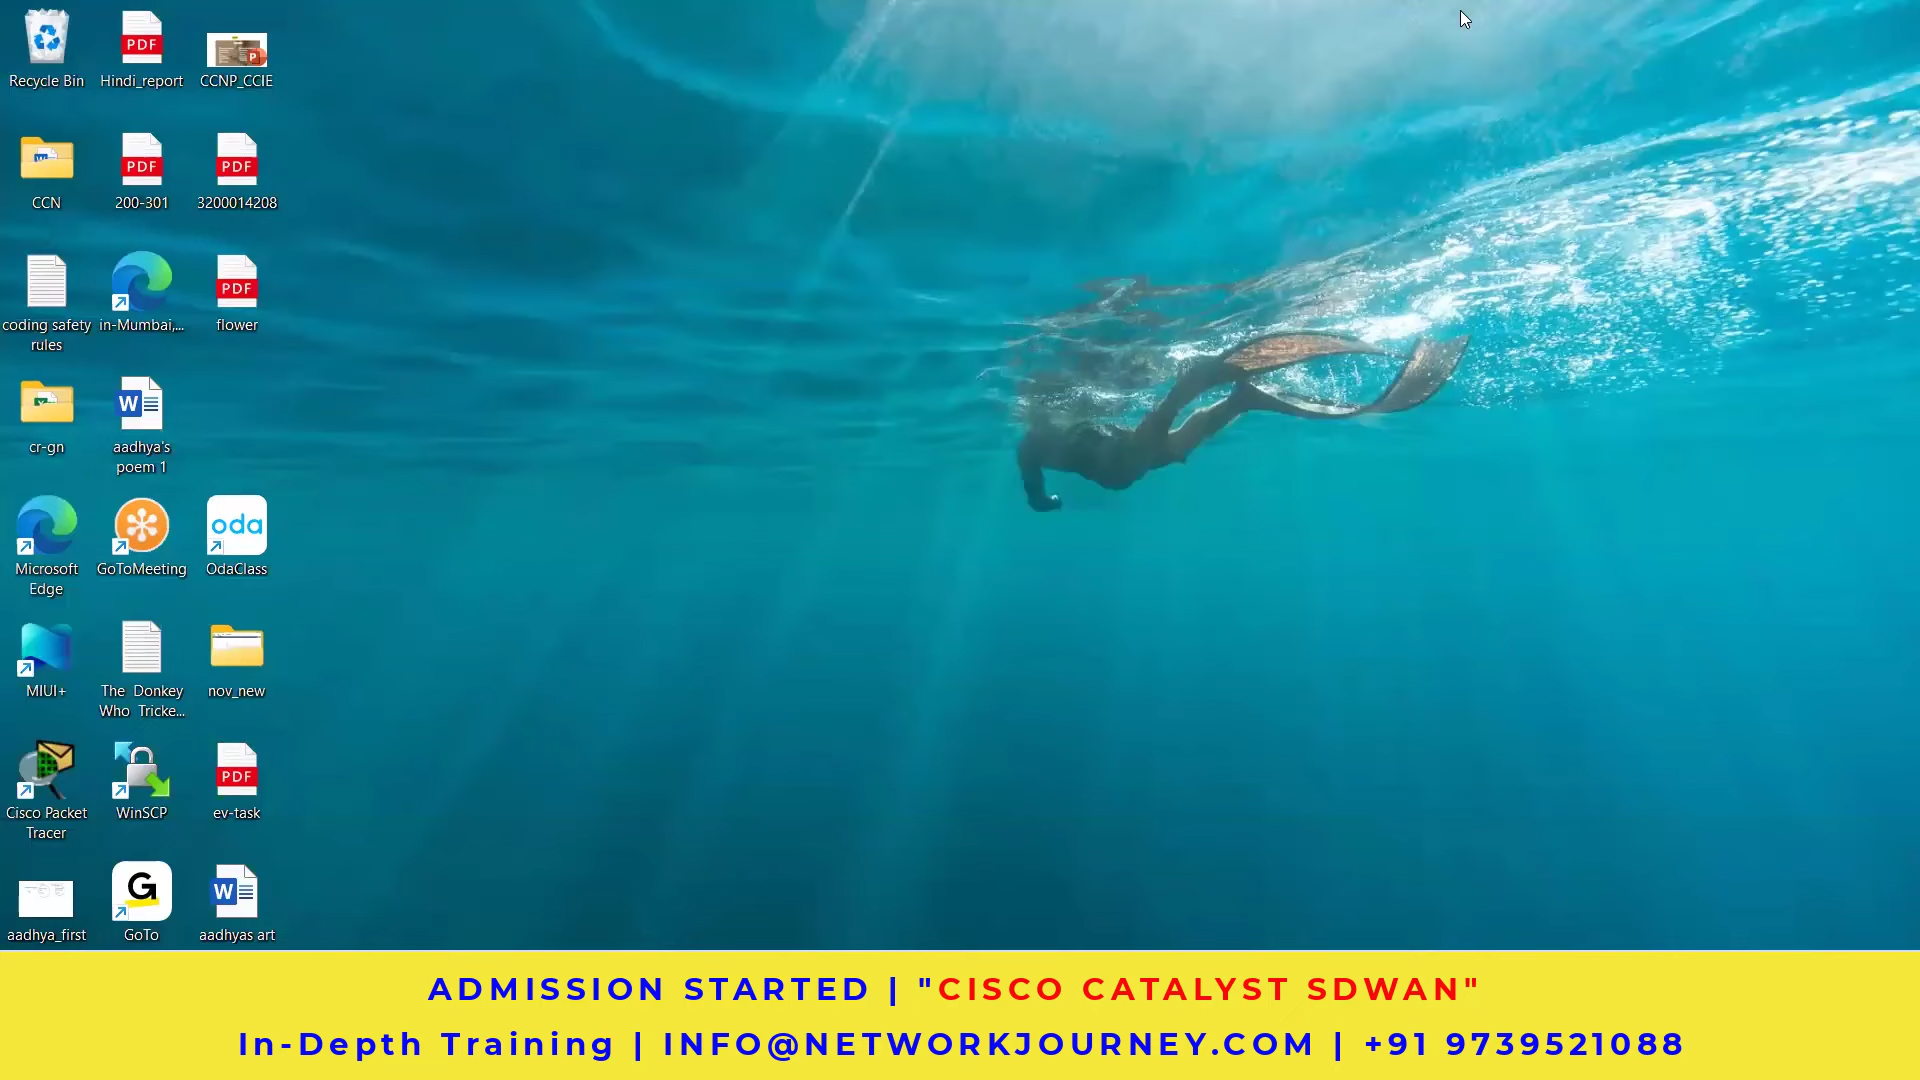 Recycle Bin
PDF
Hindi_report
P
CCNP_CCIE
W
CCN
PDF
200-301
PDF
3200014208
coding safety
rules
in-Mumbai,...
PDF
flower
cr-gn
W
aadhya's
poem 1
Microsoft
Edge
GoToMeeting
oda
OdaClass
MIUI+
The Donkey
Who Tricke...
nov_new
Cisco Packet
Tracer
WinSCP
PDF
ev-task
aadhya_first
G
GoTo
W
aadhyas art
ADMISSION STARTED | "CISCO CATALYST SDWAN"
In-Depth Training | INFO@NETWORKJOURNEY.COM | +91 9739521088